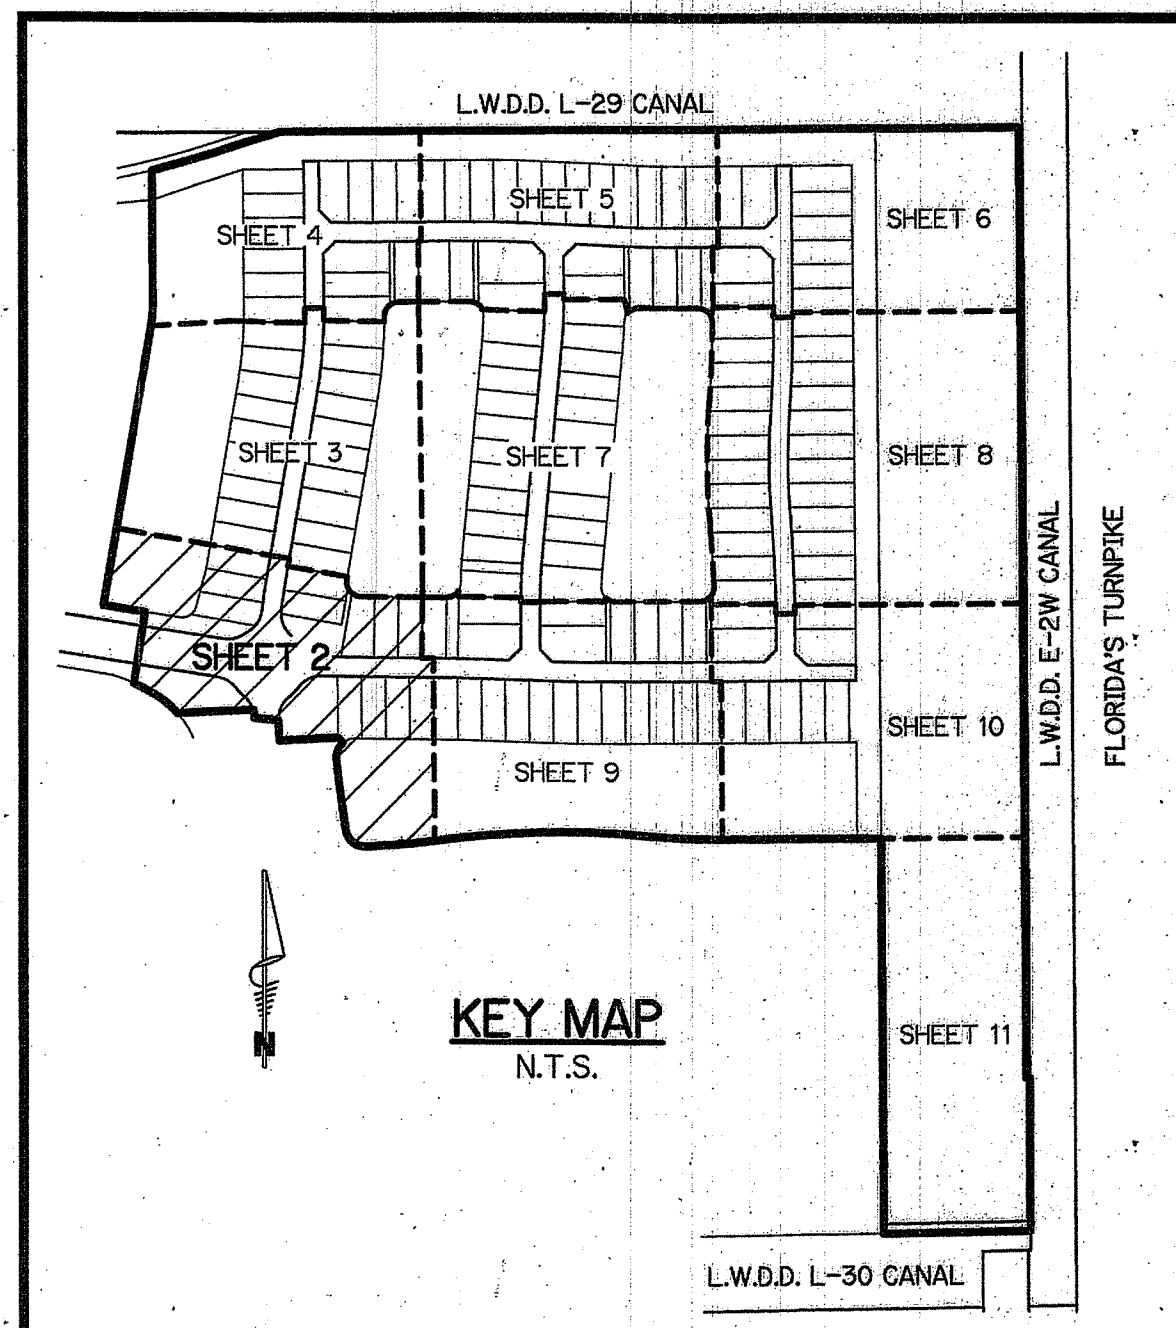 L.W.D.D. L-29 CANAL
SHEET 5
SHEET 6
SHEET 4
SHEET 3
SHEET 7
SHEET 8
L.W.D.D. E-2W CANAL
FLORIDA'S TURNPIKE
SHEET 2
SHEET 10
SHEET 9
N
KEY MAP
N.T.S.
SHEET 11
L.W.D.D. L-30 CANAL